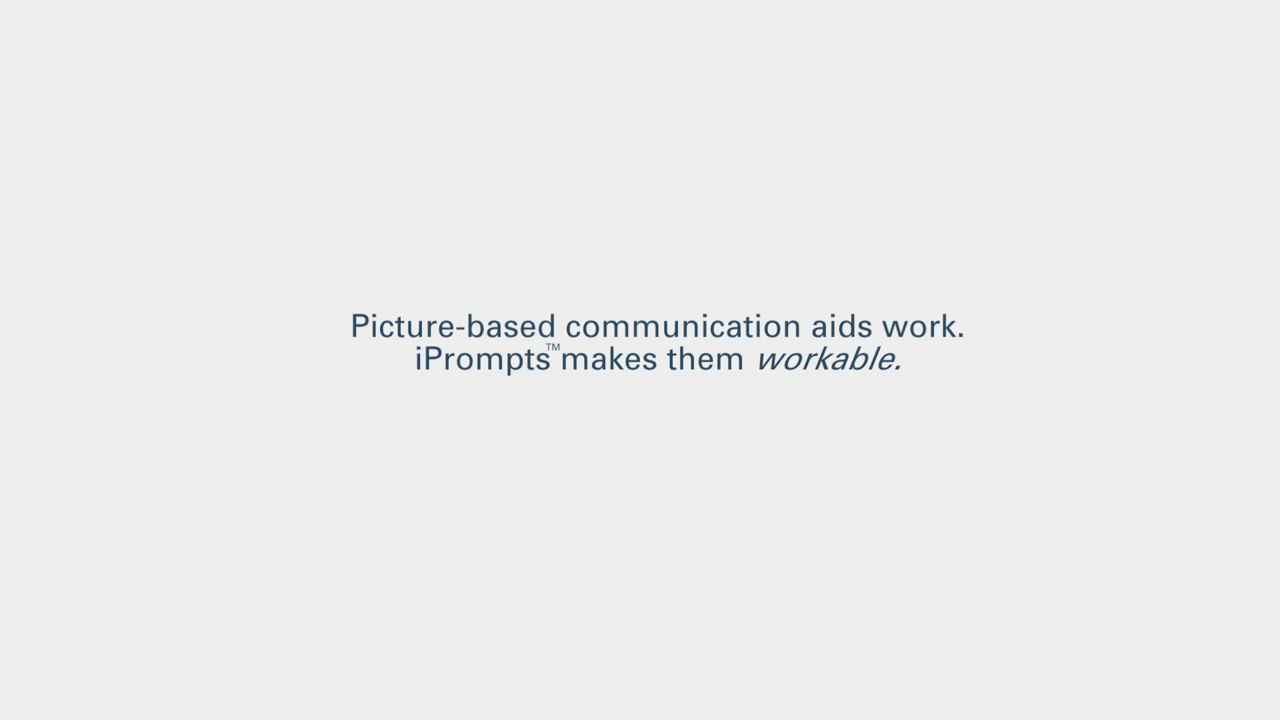 Picture-based communication aids work.
iPrompts™ makes them workable.